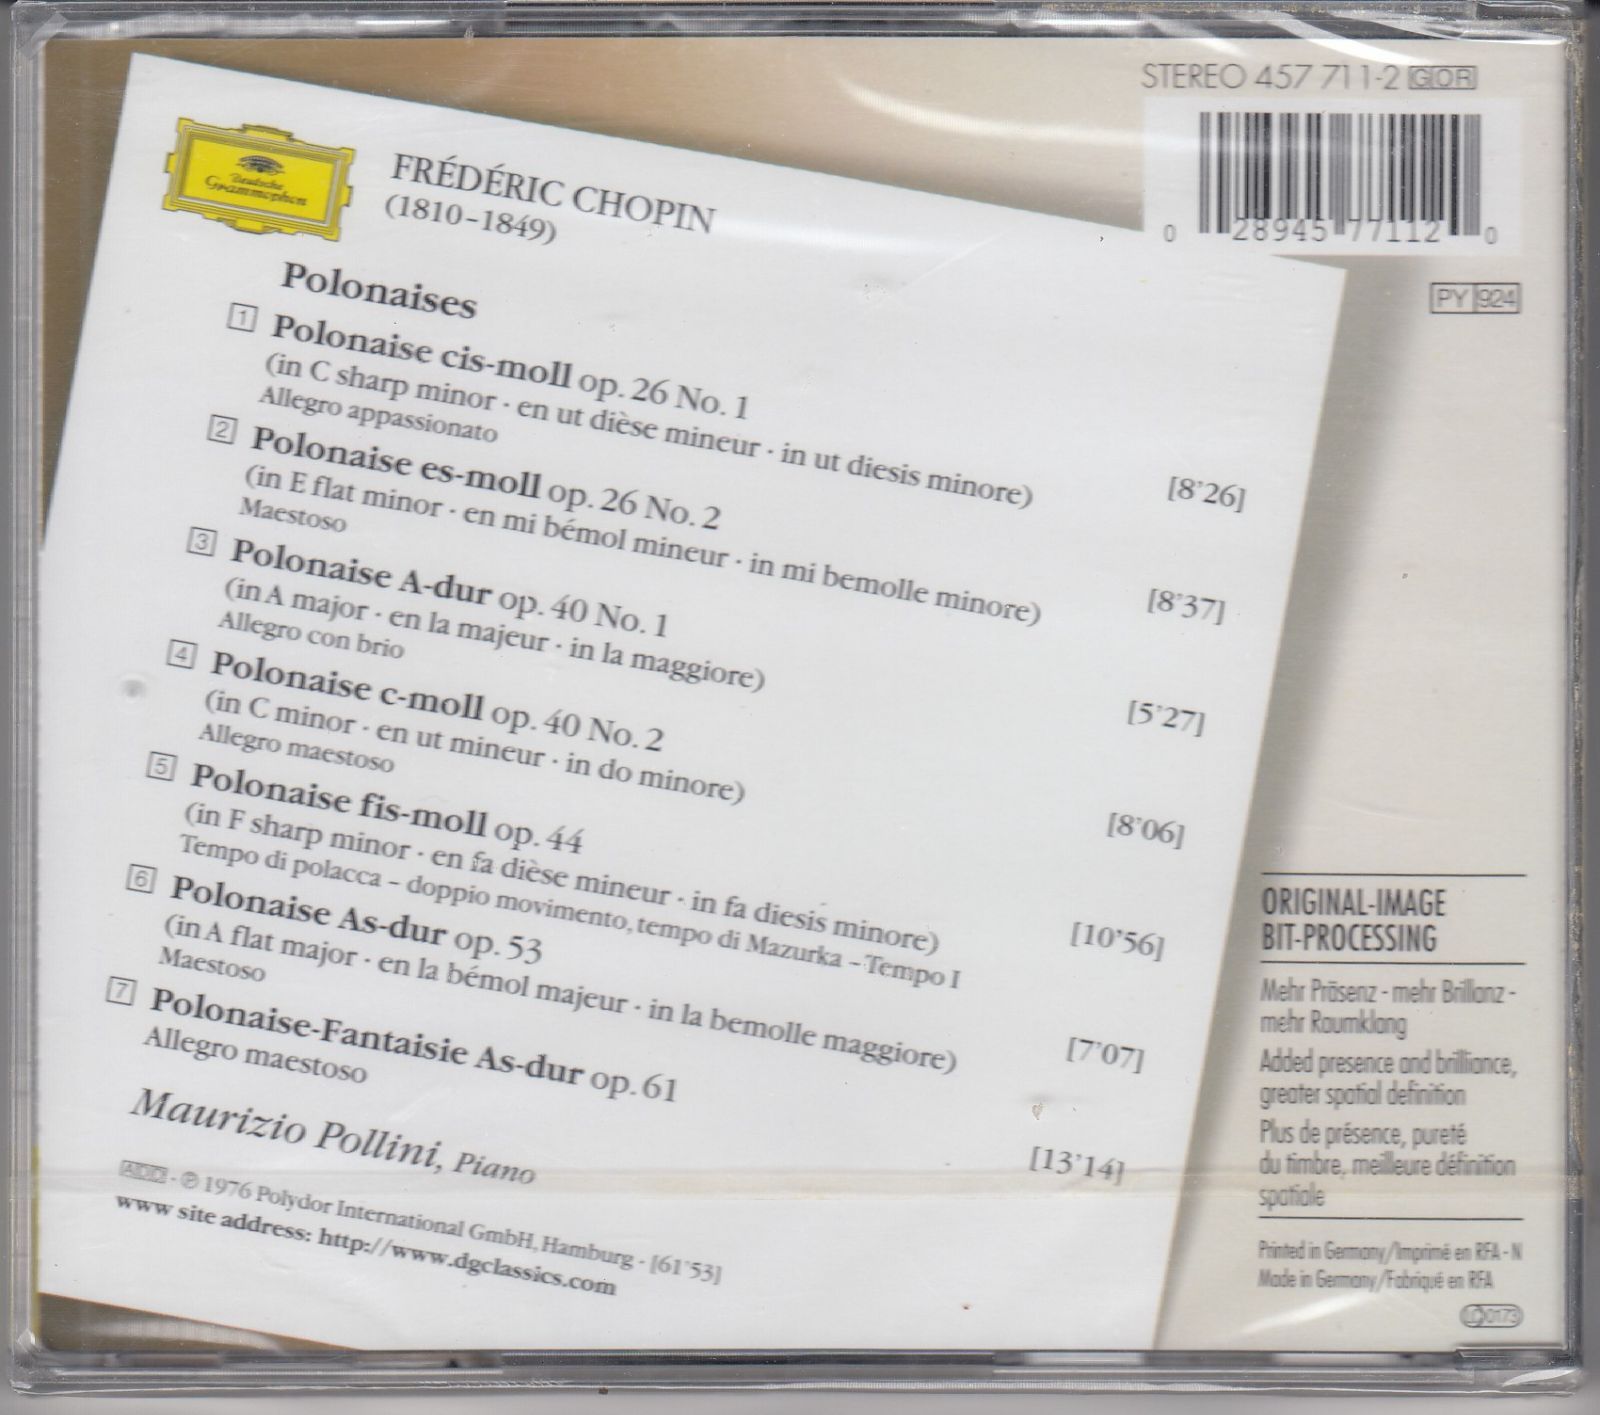 STEREO 457 711-2 GOR
0 28945 77112 0
PY 924
Deutsche
Grammophon
FRÉDÉRIC CHOPIN
(1810–1849)
Polonaises
1 Polonaise cis-moll op. 26 No. 1
(in C sharp minor · en ut dièse mineur · in ut diesis minore) [8'26]
Allegro appassionato
2 Polonaise es-moll op. 26 No. 2
(in E flat minor · en mi bémol mineur · in mi bemolle minore) [8'37]
Maestoso
3 Polonaise A-dur op. 40 No. 1
(in A major · en la majeur · in la maggiore) [5'27]
Allegro con brio
4 Polonaise c-moll op. 40 No. 2
(in C minor · en ut mineur · in do minore) [8'06]
Allegro maestoso
5 Polonaise fis-moll op. 44
(in F sharp minor · en fa dièse mineur · in fa diesis minore) [10'56]
Tempo di polacca – doppio movimento, tempo di Mazurka – Tempo I
6 Polonaise As-dur op. 53
(in A flat major · en la bémol majeur · in la bemolle maggiore) [7'07]
Maestoso
7 Polonaise-Fantaisie As-dur op. 61 [13'14]
Allegro maestoso
Maurizio Pollini, Piano
ADD · ℗ 1976 Polydor International GmbH, Hamburg · [61'53]
www site address: http://www.dgclassics.com
ORIGINAL-IMAGE
BIT-PROCESSING
Mehr Präsenz - mehr Brillanz -
mehr Raumklang
Added presence and brilliance,
greater spatial definition
Plus de présence, pureté
du timbre, meilleure définition
spatiale
Printed in Germany/Imprimé en RFA - N
Made in Germany/Fabriqué en RFA
LC 0173